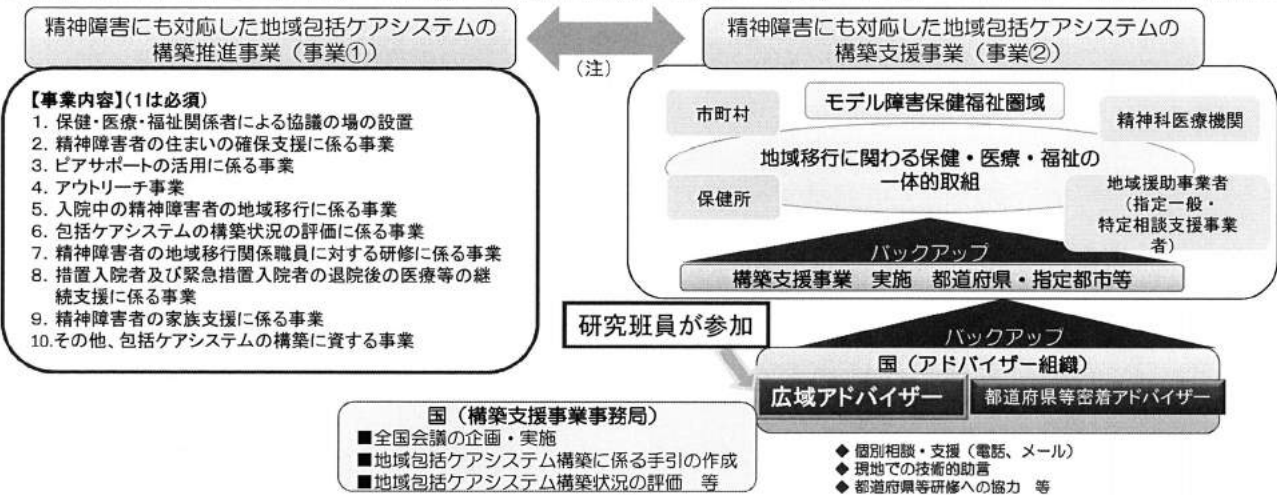 精神障害にも対応した地域包括ケアシステムの
構築推進事業（事業①）
（注）
精神障害にも対応した地域包括ケアシステムの
構築支援事業（事業②）
【事業内容】(1は必須)
1. 保健・医療・福祉関係者による協議の場の設置
2. 精神障害者の住まいの確保支援に係る事業
3. ピアサポートの活用に係る事業
4. アウトリーチ事業
5. 入院中の精神障害者の地域移行に係る事業
6. 包括ケアシステムの構築状況の評価に係る事業
7. 精神障害者の地域移行関係職員に対する研修に係る事業
8. 措置入院者及び緊急措置入院者の退院後の医療等の継
続支援に係る事業
9. 精神障害者の家族支援に係る事業
10.その他、包括ケアシステムの構築に資する事業
モデル障害保健福祉圏域
市町村
精神科医療機関
地域移行に関わる保健・医療・福祉の
一体的取組
保健所
地域援助事業者
（指定一般・
特定相談支援事業
者）
バックアップ
構築支援事業　実施　都道府県・指定都市等
研究班員が参加
バックアップ
国（アドバイザー組織）
広域アドバイザー
都道府県等密着アドバイザー
国（構築支援事業事務局）
■全国会議の企画・実施
■地域包括ケアシステム構築に係る手引の作成
■地域包括ケアシステム構築状況の評価　等
◆ 個別相談・支援（電話、メール）
◆ 現地での技術的助言
◆ 都道府県等研修への協力　等